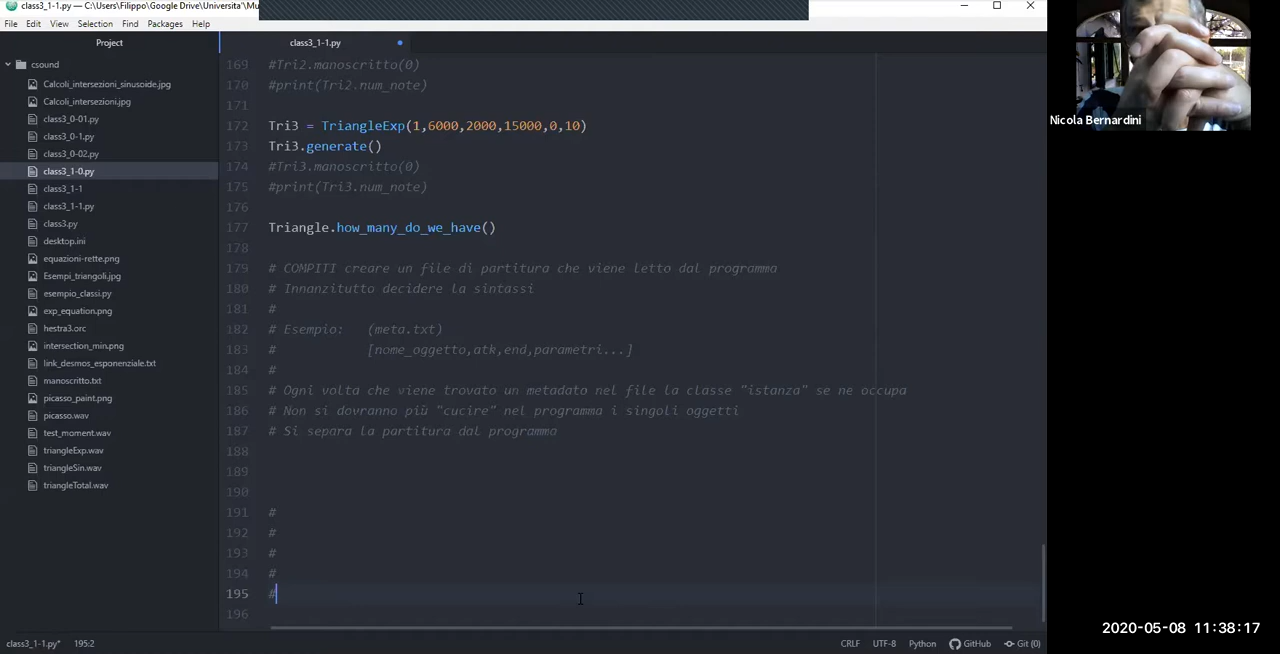 class3_1-1.py — C:\Users\Filippo\Google Drive\Universita'\Mu
File Edit View Selection Find Packages Help
Project
class3_1-1.py
csound
Calcoli_intersezioni_sinusoide.jpg
Calcoli_intersezioni.jpg
class3_0-01.py
class3_0-1.py
class3_0-02.py
class3_1-0.py
class3_1-1
class3_1-1.py
class3.py
desktop.ini
equazioni-rette.png
Esempi_triangoli.jpg
esempio_classi.py
exp_equation.png
hestra3.orc
intersection_min.png
link_desmos_esponenziale.txt
manoscritto.txt
picasso_paint.png
picasso.wav
test_moment.wav
triangleExp.wav
triangleSin.wav
triangleTotal.wav
169 #Tri2.manoscritto(0)
170 #print(Tri2.num_note)
171
172 Tri3 = TriangleExp(1,6000,2000,15000,0,10)
173 Tri3.generate()
174 #Tri3.manoscritto(0)
175 #print(Tri3.num_note)
176
177 Triangle.how_many_do_we_have()
178
179 # COMPITI creare un file di partitura che viene letto dal programma
180 # Innanzitutto decidere la sintassi
181 #
182 # Esempio: (meta.txt)
183 # [nome_oggetto,atk,end,parametri...]
184 #
185 # Ogni volta che viene trovato un metadato nel file la classe "istanza" se ne occupa
186 # Non si dovranno più "cucire" nel programma i singoli oggetti
187 # Si separa la partitura dal programma
188
189
190
191 #
192 #
193 #
194 #
195 #
196
class3_1-1.py* 195:2
CRLF UTF-8 Python GitHub Git (0)
Nicola Bernardini
2020-05-08 11:38:17